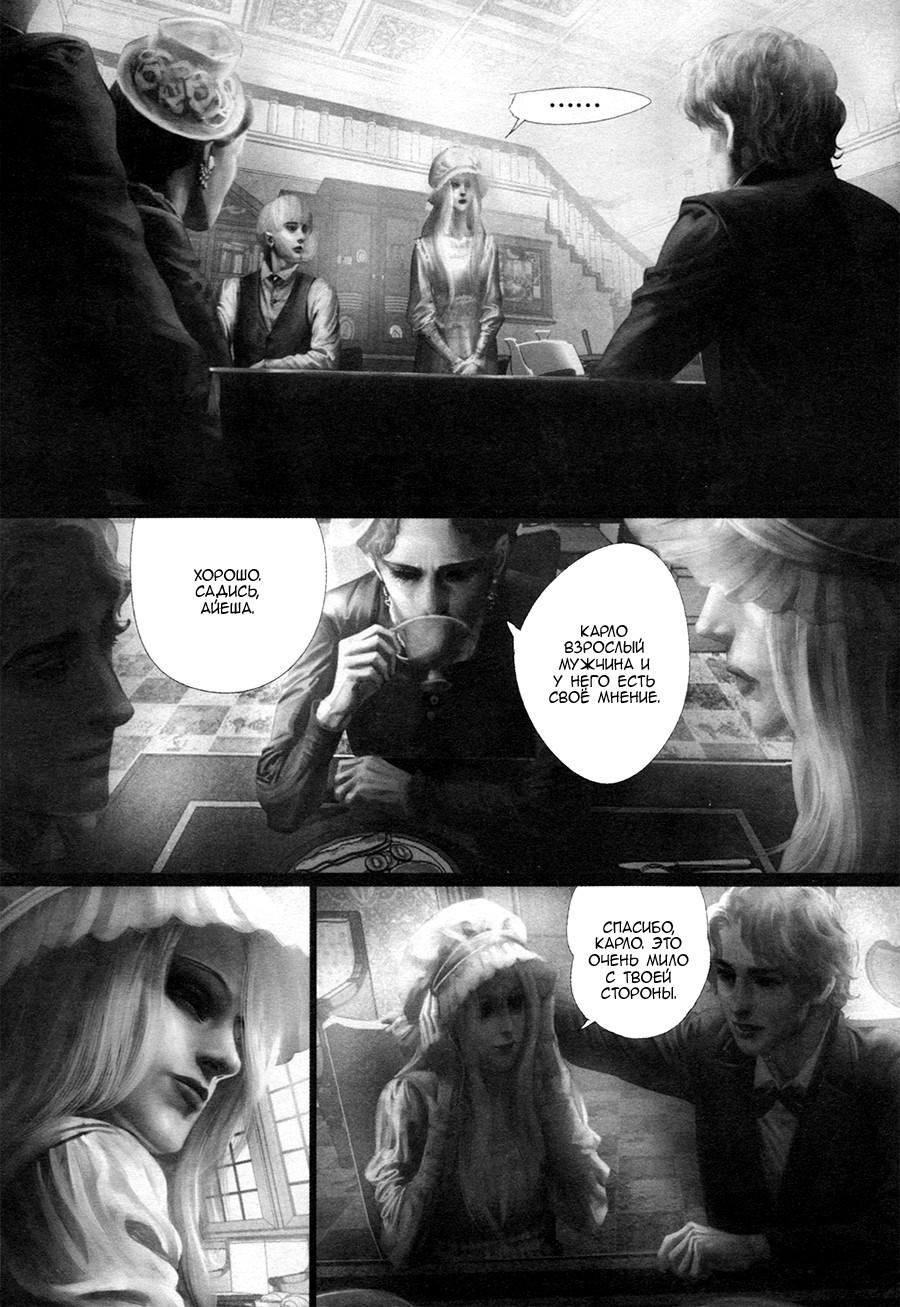 ......
ХОРОШО.
САДИСЬ,
АЙЕША.
КАРЛО
ВЗРОСЛЫЙ
МУЖЧИНА И
У НЕГО ЕСТЬ
СВОЁ МНЕНИЕ.
СПАСИБО,
КАРЛО. ЭТО
ОЧЕНЬ МИЛО
С ТВОЕЙ
СТОРОНЫ.